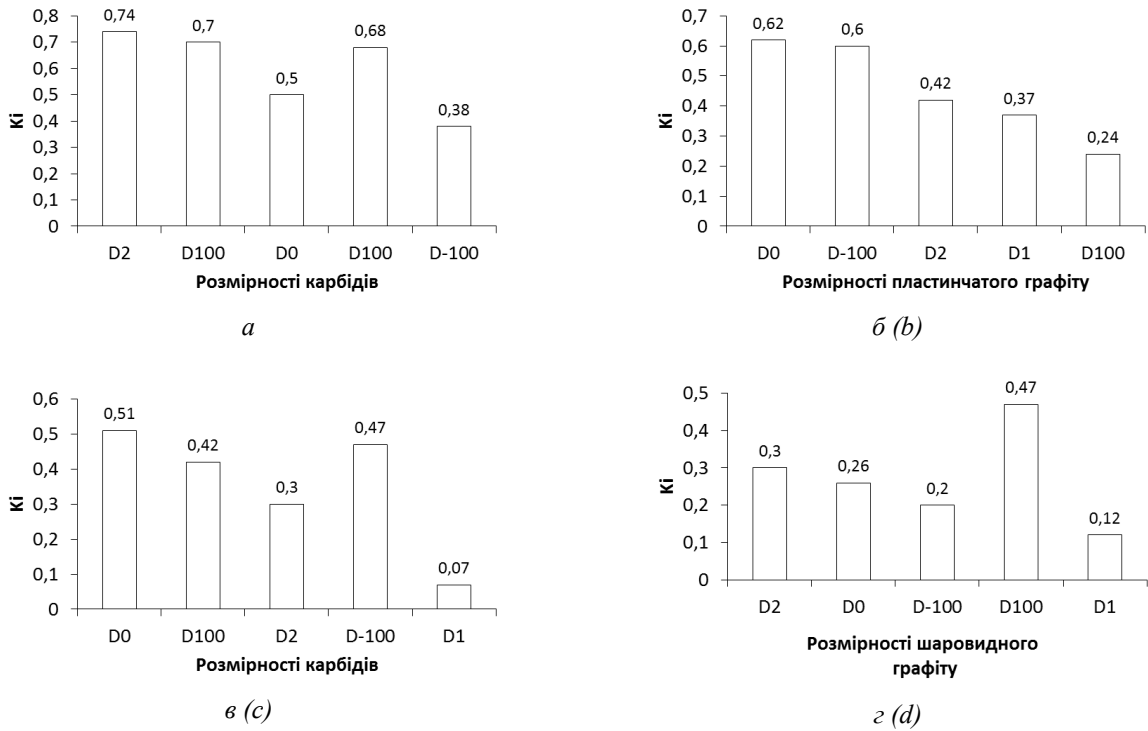 0,8
0,7
0,6
0,5
0,4
0,3
0,2
0,1
0
Кі
0,74
0,7
0,5
0,68
0,38
D2 D100 D0 D100 D-100
Розмірності карбідів
а
0,7
0,6
0,5
0,4
0,3
0,2
0,1
0
Кі
0,62
0,6
0,42
0,37
0,24
D0 D-100 D2 D1 D100
Розмірності пластинчатого графіту
б (b)
0,6
0,5
0,4
0,3
0,2
0,1
0
Кі
0,51
0,42
0,3
0,47
0,07
D0 D100 D2 D-100 D1
Розмірності карбідів
в (c)
0,5
0,4
0,3
0,2
0,1
0
Кі
0,3
0,26
0,2
0,47
0,12
D2 D0 D-100 D100 D1
Розмірності шаровидного
графіту
г (d)